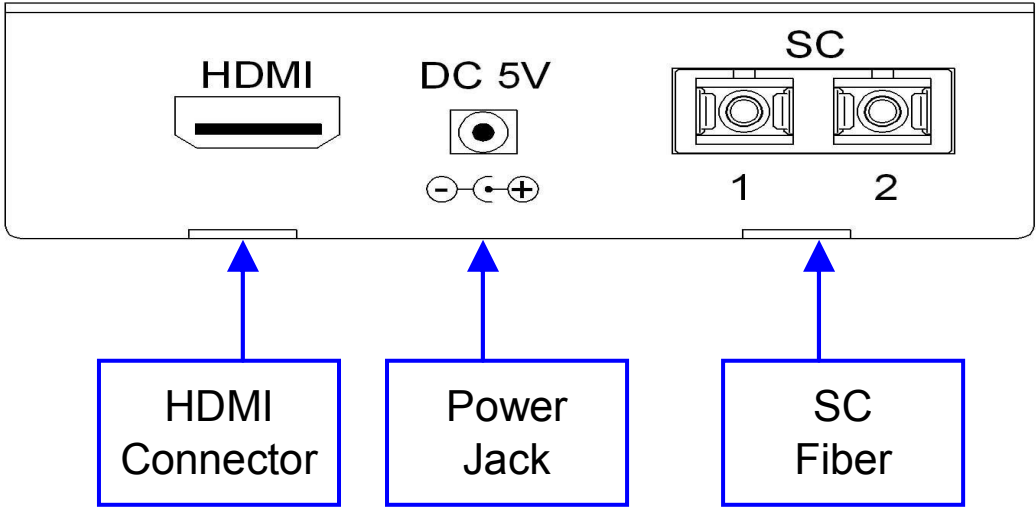 HDMI
DC 5V
SC
1
2
HDMI
Connector
Power
Jack
SC
Fiber